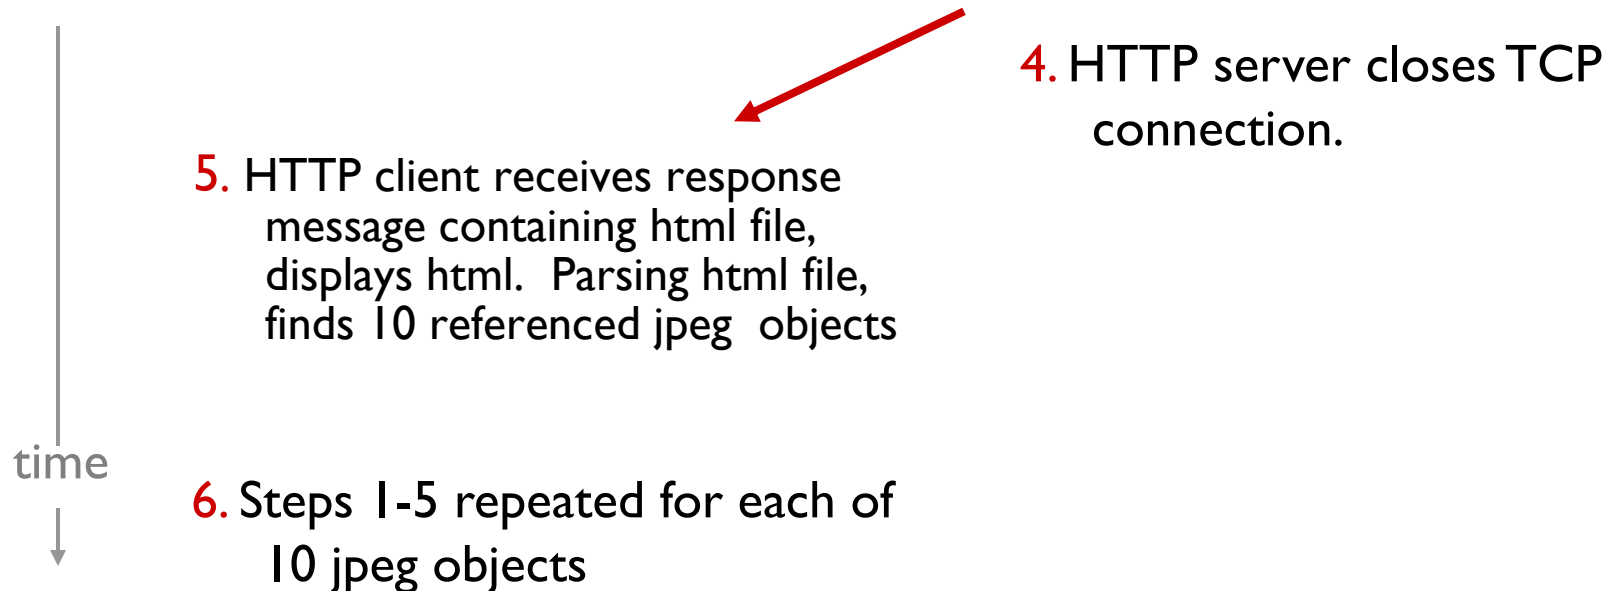 4. HTTP server closes TCP
connection.
5. HTTP client receives response
message containing html file,
displays html.  Parsing html file,
finds 10 referenced jpeg  objects
time
6. Steps 1-5 repeated for each of
10 jpeg objects